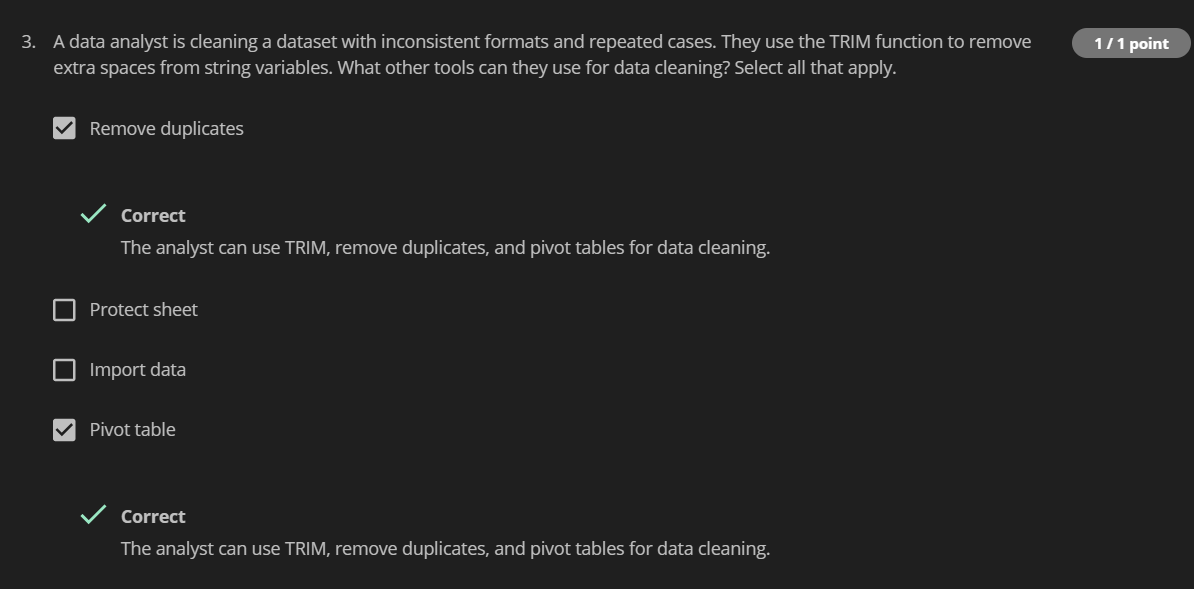 3. A data analyst is cleaning a dataset with inconsistent formats and repeated cases. They use the TRIM function to remove
1 / 1 point
extra spaces from string variables. What other tools can they use for data cleaning? Select all that apply.
Remove duplicates
Correct
The analyst can use TRIM, remove duplicates, and pivot tables for data cleaning.
Protect sheet
Import data
Pivot table
Correct
The analyst can use TRIM, remove duplicates, and pivot tables for data cleaning.